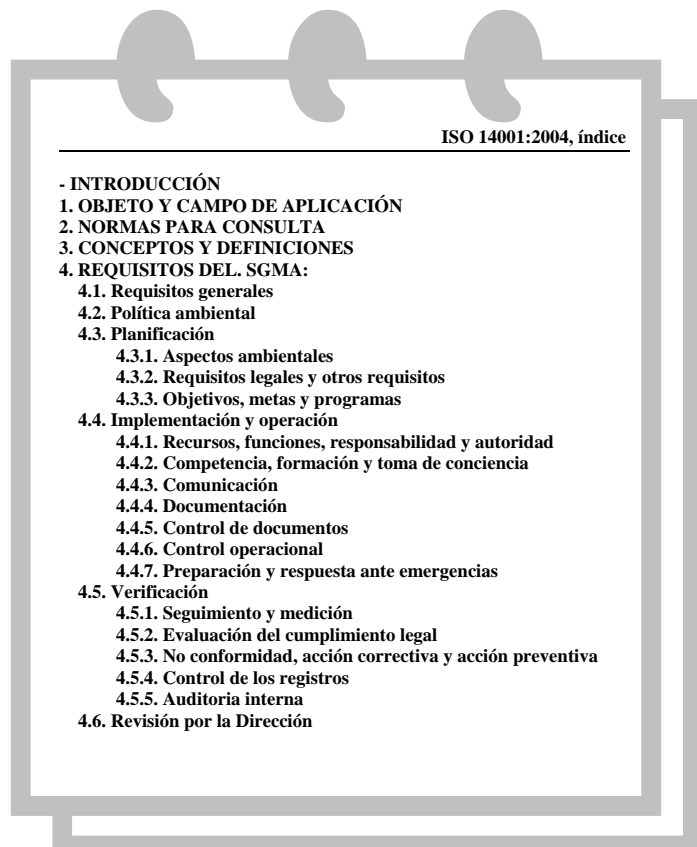 ISO 14001:2004, índice
- INTRODUCCIÓN
1. OBJETO Y CAMPO DE APLICACIÓN
2. NORMAS PARA CONSULTA
3. CONCEPTOS Y DEFINICIONES
4. REQUISITOS DEL. SGMA:
4.1. Requisitos generales
4.2. Política ambiental
4.3. Planificación
4.3.1. Aspectos ambientales
4.3.2. Requisitos legales y otros requisitos
4.3.3. Objetivos, metas y programas
4.4. Implementación y operación
4.4.1. Recursos, funciones, responsabilidad y autoridad
4.4.2. Competencia, formación y toma de conciencia
4.4.3. Comunicación
4.4.4. Documentación
4.4.5. Control de documentos
4.4.6. Control operacional
4.4.7. Preparación y respuesta ante emergencias
4.5. Verificación
4.5.1. Seguimiento y medición
4.5.2. Evaluación del cumplimiento legal
4.5.3. No conformidad, acción correctiva y acción preventiva
4.5.4. Control de los registros
4.5.5. Auditoria interna
4.6. Revisión por la Dirección